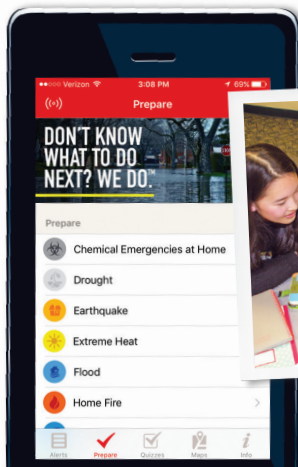 Verizon 3:08 PM 69%
Prepare
DON'T KNOW
WHAT TO DO
NEXT? WE DO.
Prepare
Chemical Emergencies at Home
Drought
Earthquake
Extreme Heat
Flood
Home Fire
Alerts Prepare Quizzes Maps Info